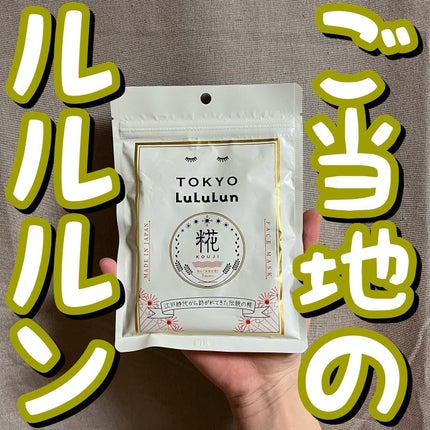 ご当地の
ルルルン
TOKYO
LuLuLun
糀
KOUJI
MADE IN JAPAN
FACE MASK
江戸時代から紡がれてきた伝統の糀